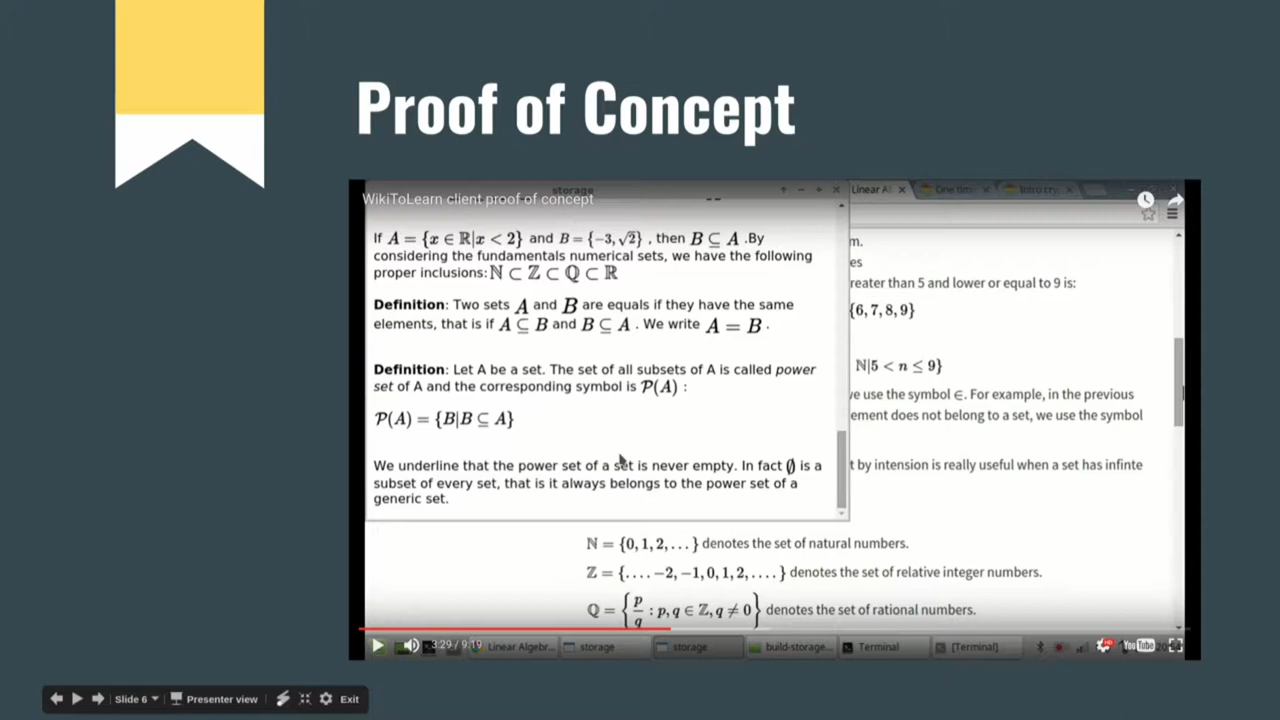 Proof of Concept
storage
WikiToLearn client proof of concept
Linear Al
One tim
Intro cry
If A = {x ∈ ℝ|x < 2} and B = {−3, √2} , then B ⊆ A .By
considering the fundamentals numerical sets, we have the following
proper inclusions: ℕ ⊂ ℤ ⊂ ℚ ⊂ ℝ
Definition: Two sets A and B are equals if they have the same
elements, that is if A ⊆ B and B ⊆ A . We write A = B .
Definition: Let A be a set. The set of all subsets of A is called power
set of A and the corresponding symbol is 𝒫(A) :
𝒫(A) = {B|B ⊆ A}
We underline that the power set of a set is never empty. In fact ∅ is a
subset of every set, that is it always belongs to the power set of a
generic set.
m.
es
reater than 5 and lower or equal to 9 is:
{6, 7, 8, 9}
ℕ|5 < n ≤ 9}
ve use the symbol ∈. For example, in the previous
ement does not belong to a set, we use the symbol
t by intension is really useful when a set has infinte
ℕ = {0, 1, 2, . . . } denotes the set of natural numbers.
ℤ = {. . . . −2, −1, 0, 1, 2, . . . . } denotes the set of relative integer numbers.
ℚ = {p/q : p, q ∈ ℤ, q ≠ 0} denotes the set of rational numbers.
3:29 / 9:19
Linear Algebr...
storage
storage
build-storage...
Terminal
[Terminal]
HD
YouTube
Slide 6
Presenter view
Exit